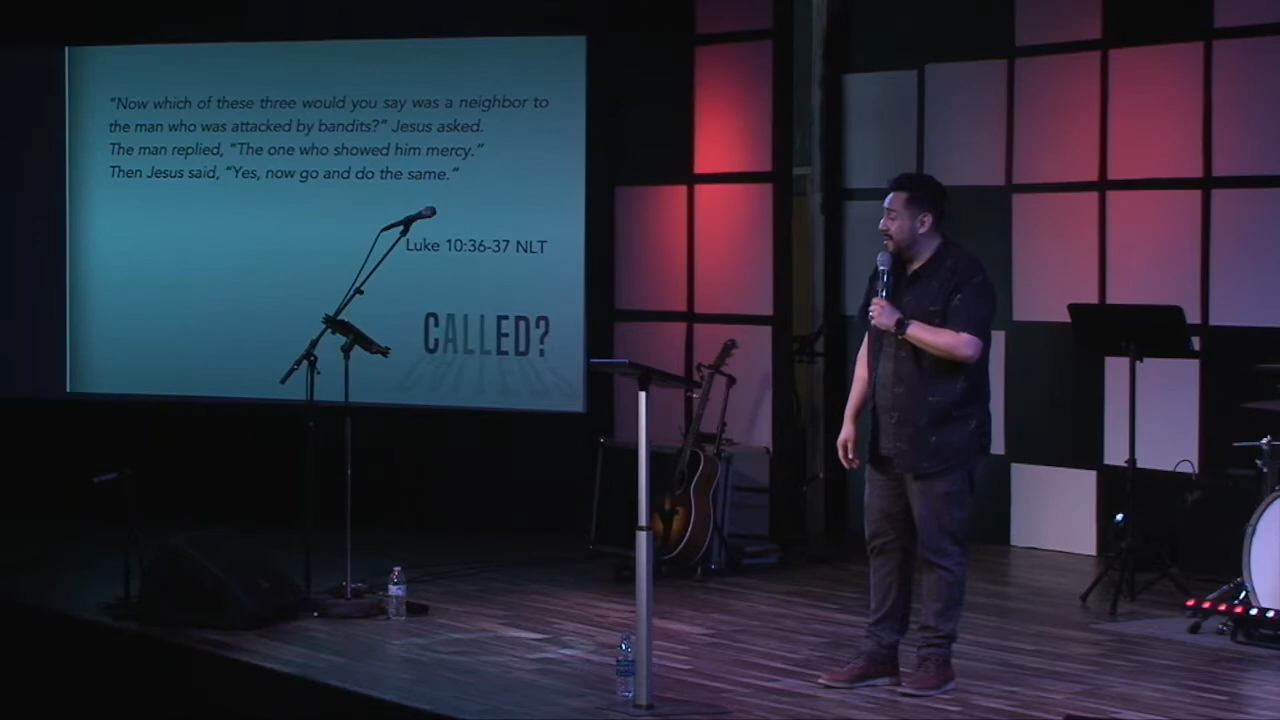 “Now which of these three would you say was a neighbor to
the man who was attacked by bandits?” Jesus asked.
The man replied, “The one who showed him mercy.”
Then Jesus said, “Yes, now go and do the same.”
Luke 10:36-37 NLT
CALLED?